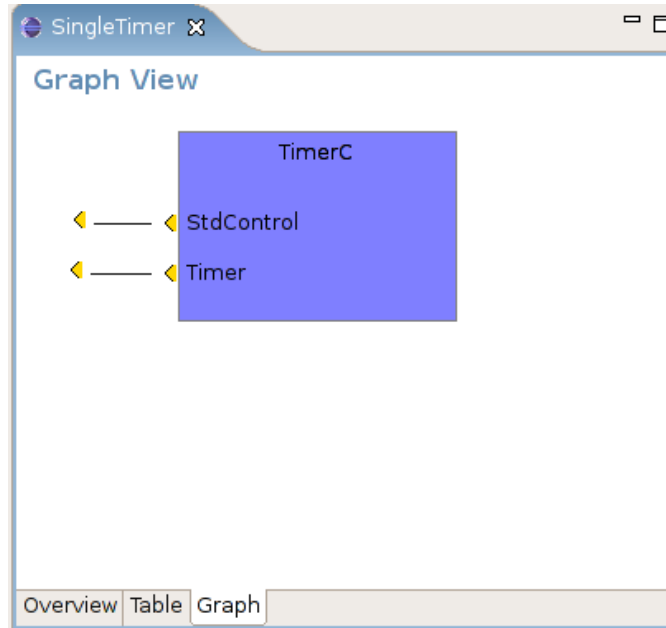 SingleTimer
Graph View
TimerC
StdControl
Timer
Overview Table Graph